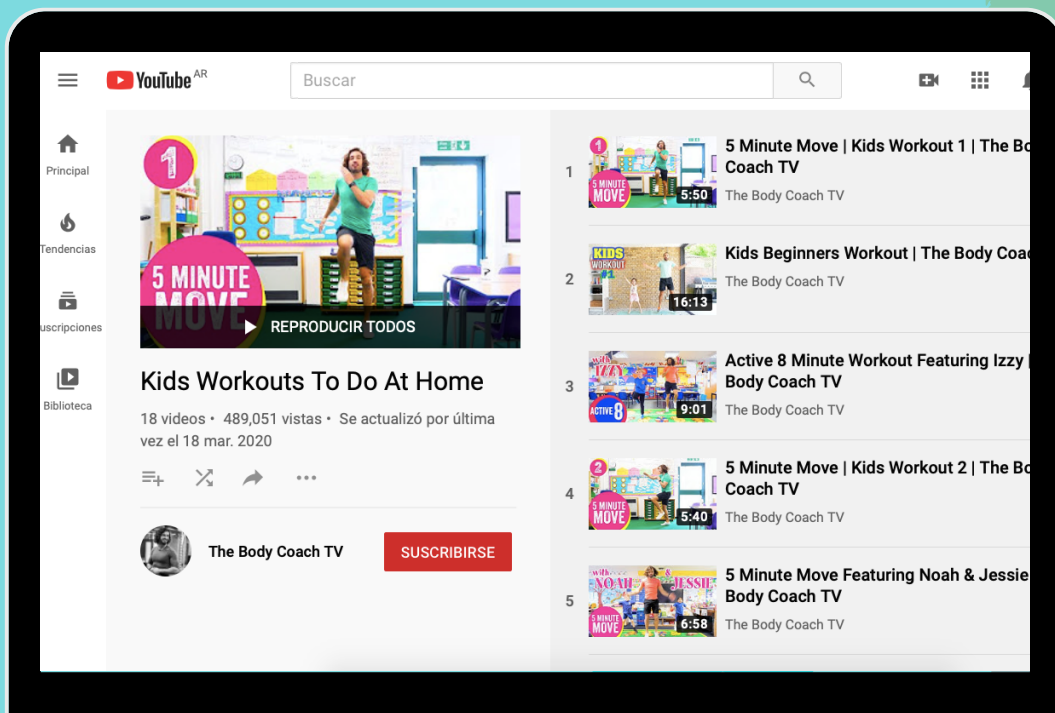 YouTube AR
Buscar
Principal
Tendencias
uscripciones
Biblioteca
1
5 MINUTE
MOVE
REPRODUCIR TODOS
Kids Workouts To Do At Home
18 videos • 489,051 vistas • Se actualizó por última
vez el 18 mar. 2020
The Body Coach TV
SUSCRIBIRSE
1
1
5 MINUTE
MOVE
5:50
5 Minute Move | Kids Workout 1 | The Bo
Coach TV
The Body Coach TV
2
KIDS
WORKOUT
#1
16:13
Kids Beginners Workout | The Body Coac
The Body Coach TV
3
with
IZZY
ACTIVE 8
9:01
Active 8 Minute Workout Featuring Izzy |
Body Coach TV
The Body Coach TV
4
2
5 MINUTE
MOVE
5:40
5 Minute Move | Kids Workout 2 | The Bo
Coach TV
The Body Coach TV
5
with
NOAH & JESSIE
5 MINUTE
MOVE
6:58
5 Minute Move Featuring Noah & Jessie
Body Coach TV
The Body Coach TV